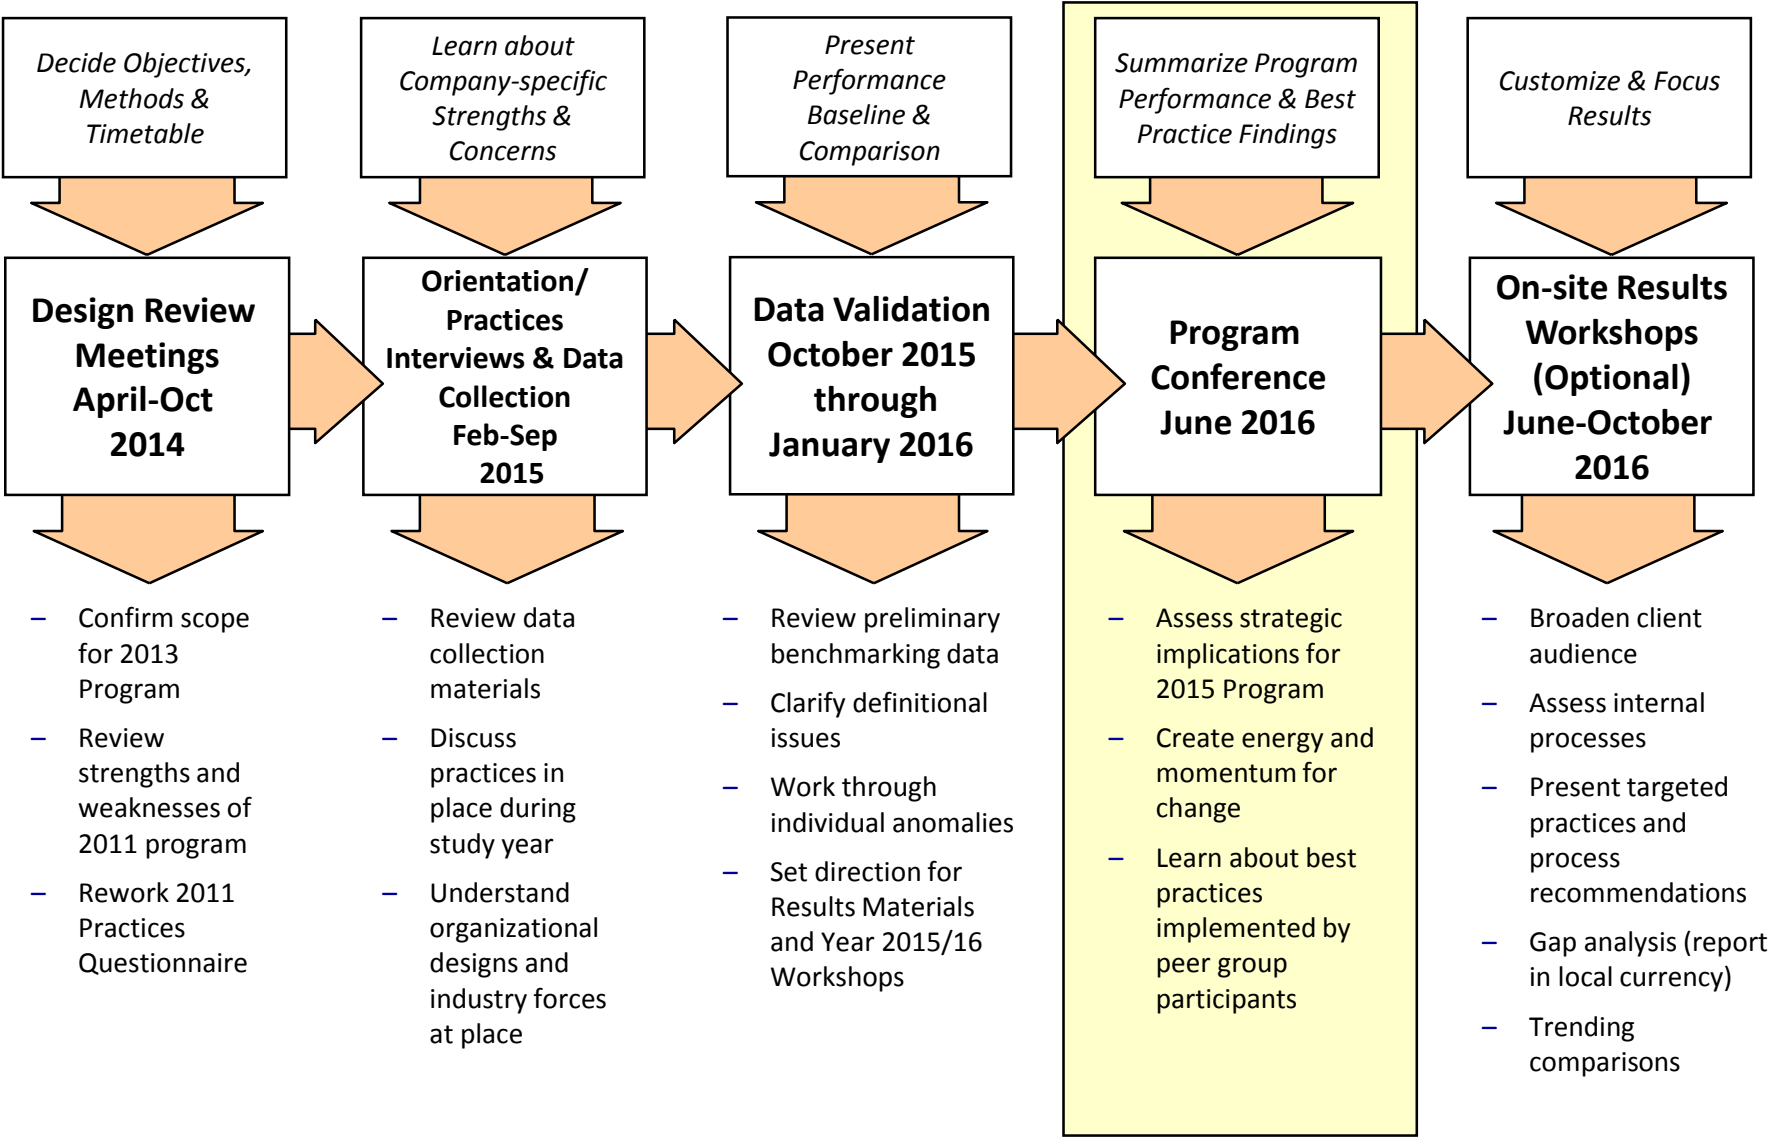 Decide Objectives,
Methods &
Timetable
Learn about
Company-specific
Strengths &
Concerns
Present
Performance
Baseline &
Comparison
Summarize Program
Performance & Best
Practice Findings
Customize & Focus
Results
Design Review
Meetings
April-Oct
2014
Orientation/
Practices
Interviews & Data
Collection
Feb-Sep
2015
Data Validation
October 2015
through
January 2016
Program
Conference
June 2016
On-site Results
Workshops
(Optional)
June-October
2016
– Confirm scope
for 2013
Program
– Review
strengths and
weaknesses of
2011 program
– Rework 2011
Practices
Questionnaire
– Review data
collection
materials
– Discuss
practices in
place during
study year
– Understand
organizational
designs and
industry forces
at place
– Review preliminary
benchmarking data
– Clarify definitional
issues
– Work through
individual anomalies
– Set direction for
Results Materials
and Year 2015/16
Workshops
– Assess strategic
implications for
2015 Program
– Create energy and
momentum for
change
– Learn about best
practices
implemented by
peer group
participants
– Broaden client
audience
– Assess internal
processes
– Present targeted
practices and
process
recommendations
– Gap analysis (report
in local currency)
– Trending
comparisons